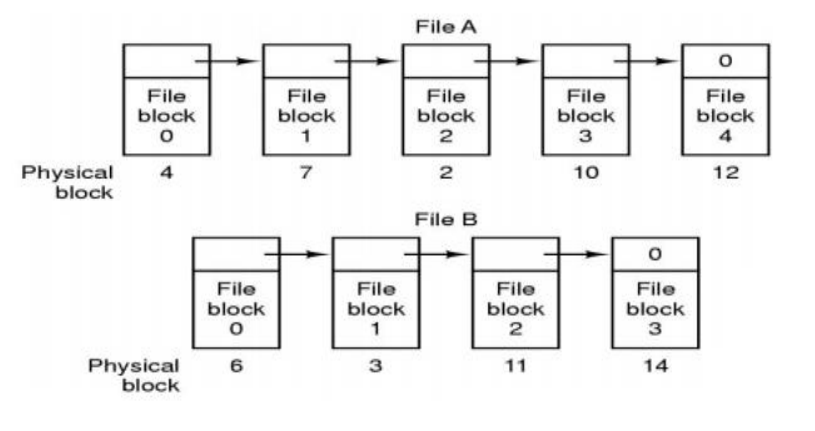 File A
0
File File File File File
block block block block block
0 1 2 3 4
Physical 4 7 2 10 12
block
File B
0
File File File File
block block block block
0 1 2 3
Physical 6 3 11 14
block